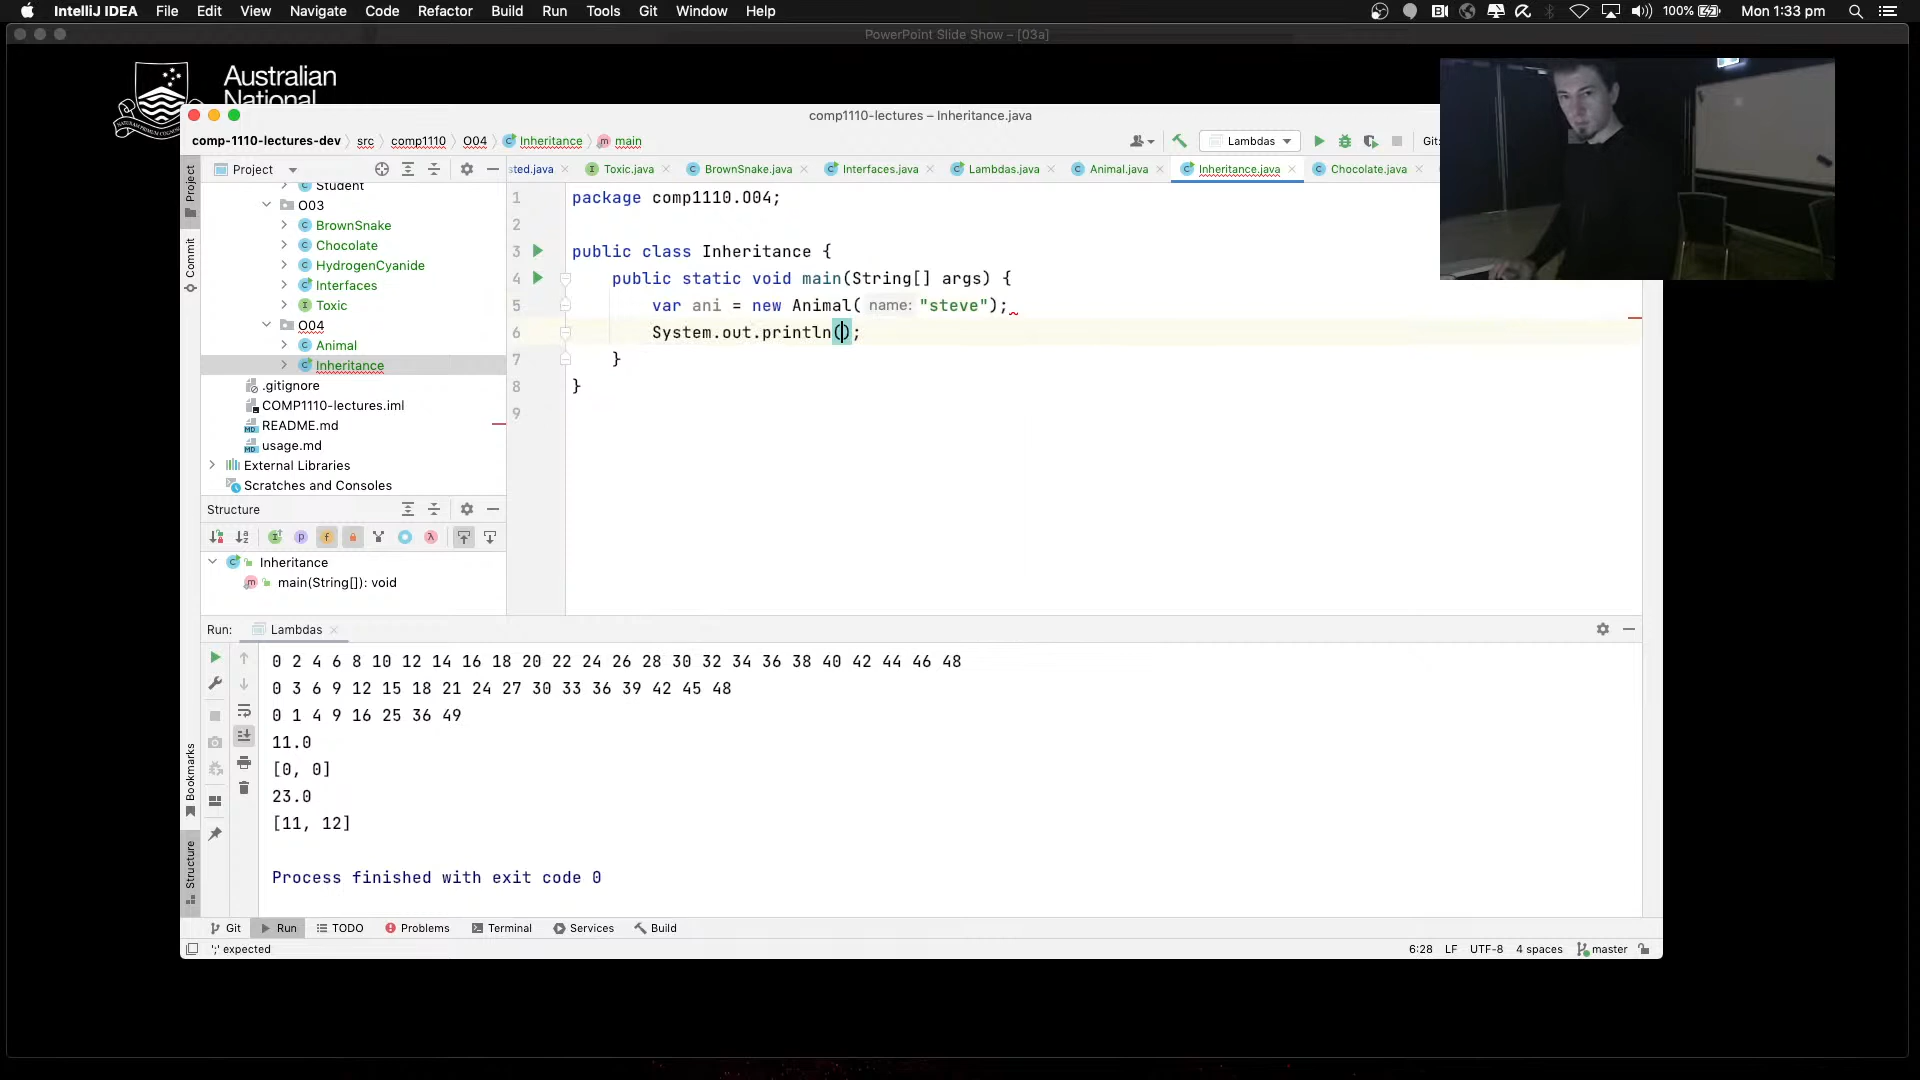 IntelliJ IDEA File Edit View Navigate Code Refactor Build Run Tools Git Window Help 100% Mon 1:33 pm
PowerPoint Slide Show – [03a]
Australian
National
comp1110-lectures – Inheritance.java
comp-1110-lectures-dev src comp1110 O04 Inheritance main Lambdas Git:
Project sted.java Toxic.java BrownSnake.java Interfaces.java Lambdas.java Animal.java Inheritance.java Chocolate.java
Project
Commit
Bookmarks
Structure
Student
O03
BrownSnake
Chocolate
HydrogenCyanide
Interfaces
Toxic
O04
Animal
Inheritance
.gitignore
COMP1110-lectures.iml
README.md
usage.md
External Libraries
Scratches and Consoles
1 package comp1110.O04;
2
3 public class Inheritance {
4 public static void main(String[] args) {
5 var ani = new Animal( name: "steve");
6 System.out.println();
7 }
8 }
9
Structure
Inheritance
main(String[]): void
Run: Lambdas
0 2 4 6 8 10 12 14 16 18 20 22 24 26 28 30 32 34 36 38 40 42 44 46 48
0 3 6 9 12 15 18 21 24 27 30 33 36 39 42 45 48
0 1 4 9 16 25 36 49
11.0
[0, 0]
23.0
[11, 12]
Process finished with exit code 0
Git Run TODO Problems Terminal Services Build
';' expected 6:28 LF UTF-8 4 spaces master